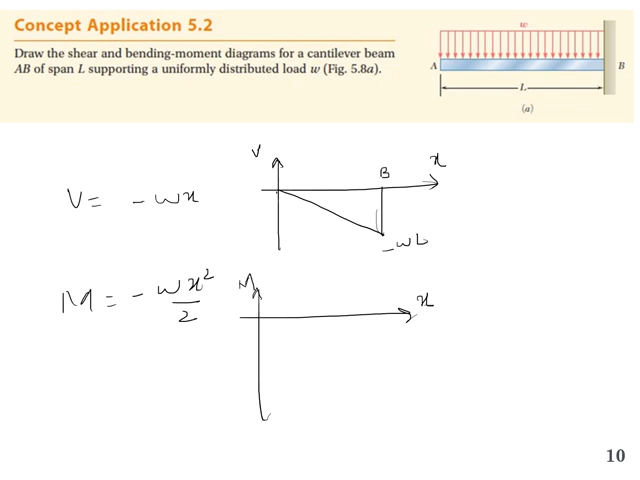 Concept Application 5.2
Draw the shear and bending-moment diagrams for a cantilever beam
AB of span L supporting a uniformly distributed load w (Fig. 5.8a).
w
A
B
L
(a)
V
x
B
V = - wx
- wL
M = - wx²/2
M
x
10